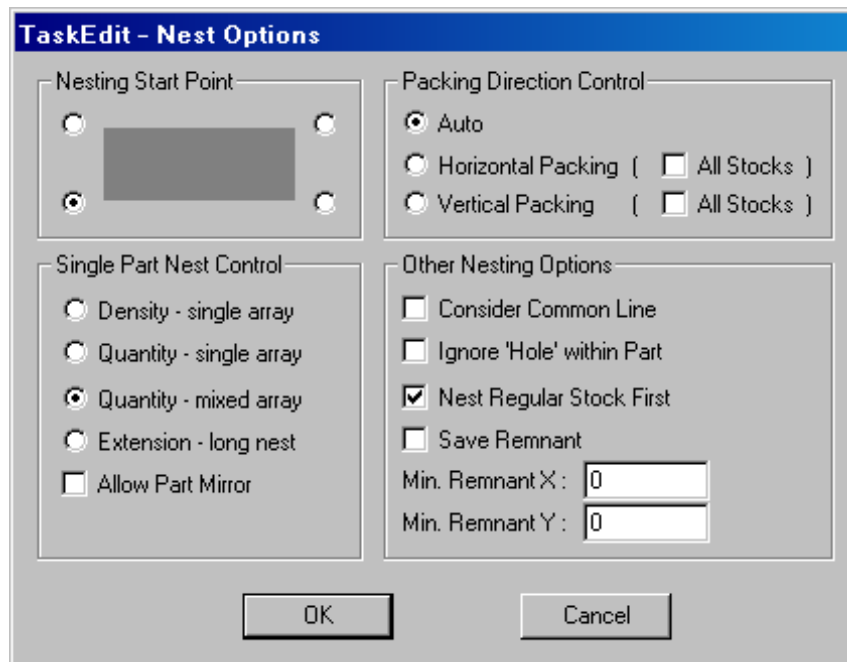 TaskEdit - Nest Options
Nesting Start Point
Packing Direction Control
Auto
Horizontal Packing ( All Stocks )
Vertical Packing ( All Stocks )
Single Part Nest Control
Density - single array
Quantity - single array
Quantity - mixed array
Extension - long nest
Allow Part Mirror
Other Nesting Options
Consider Common Line
Ignore 'Hole' within Part
Nest Regular Stock First
Save Remnant
Min. Remnant X : 0
Min. Remnant Y : 0
OK
Cancel